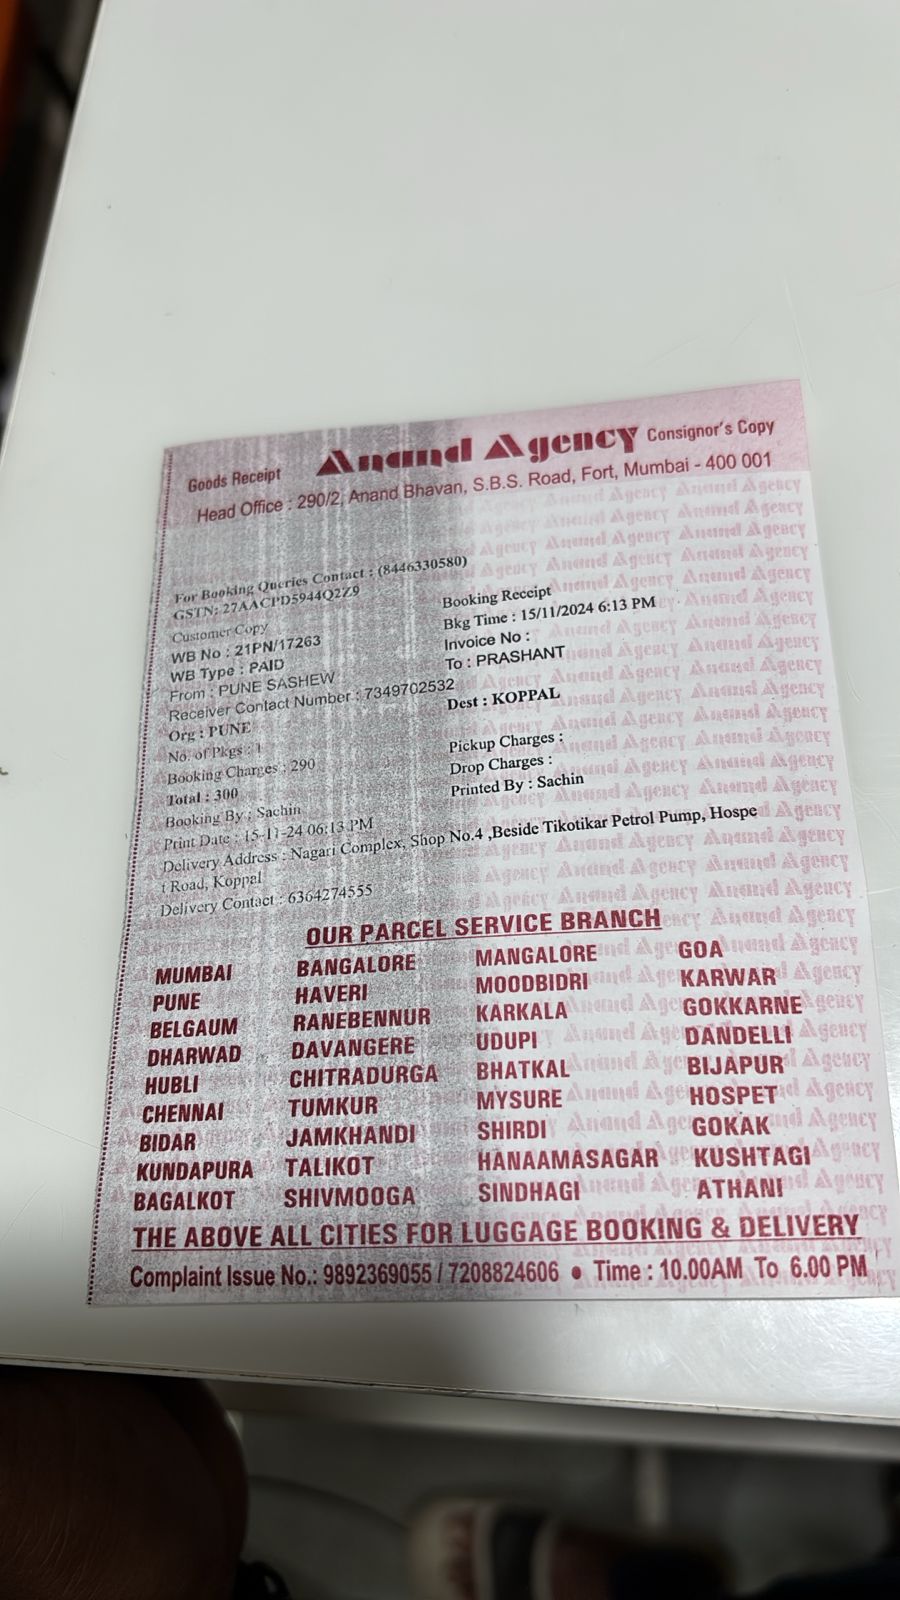 Goods Receipt Anand Agency Consignor's Copy
Head Office : 290/2, Anand Bhavan, S.B.S. Road, Fort, Mumbai - 400 001
For Booking Queries Contact : (8446330580)
GSTN: 27AACPD5944Q2Z9
Customer Copy Booking Receipt
WB No : 21PN/17263 Bkg Time : 15/11/2024 6:13 PM
WB Type : PAID Invoice No :
From : PUNE SASHEW To : PRASHANT
Receiver Contact Number : 7349702532
Org : PUNE Dest : KOPPAL
No. of Pkgs : 1
Booking Charges : 290 Pickup Charges :
Total : 300 Drop Charges :
Booking By : Sachin Printed By : Sachin
Print Date : 15-11-24 06:13 PM
Delivery Address : Nagari Complex, Shop No.4 ,Beside Tikotikar Petrol Pump, Hospe
t Road, Koppal
Delivery Contact : 6364274555
OUR PARCEL SERVICE BRANCH
MUMBAI BANGALORE MANGALORE GOA
PUNE HAVERI MOODBIDRI KARWAR
BELGAUM RANEBENNUR KARKALA GOKKARNE
DHARWAD DAVANGERE UDUPI DANDELLI
HUBLI CHITRADURGA BHATKAL BIJAPUR
CHENNAI TUMKUR MYSURE HOSPET
BIDAR JAMKHANDI SHIRDI GOKAK
KUNDAPURA TALIKOT HANAAMASAGAR KUSHTAGI
BAGALKOT SHIVMOOGA SINDHAGI ATHANI
THE ABOVE ALL CITIES FOR LUGGAGE BOOKING & DELIVERY
Complaint Issue No.: 9892369055 / 7208824606 ● Time : 10.00AM To 6.00 PM